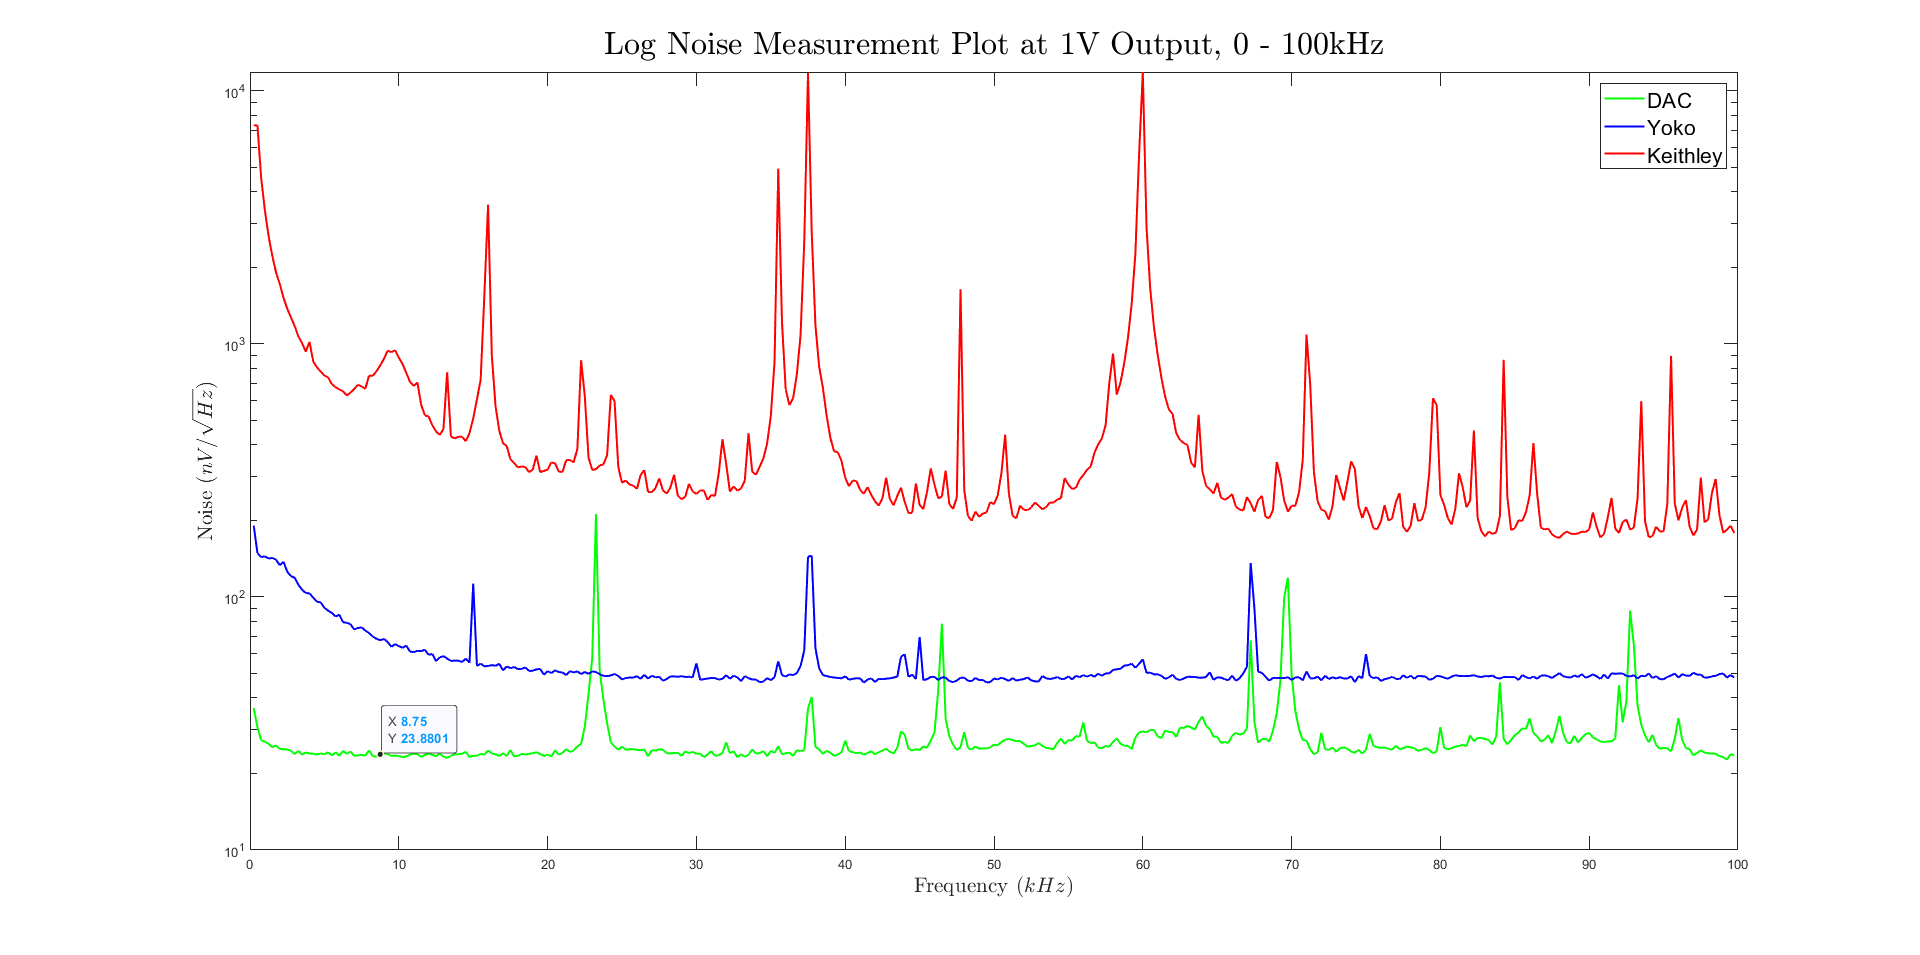 Log Noise Measurement Plot at 1V Output, 0 - 100kHz
DAC
Yoko
Keithley
10^4
10^3
10^2
10^1
Noise (nV/√Hz)
X 8.75
Y 23.8801
0 10 20 30 40 50 60 70 80 90 100
Frequency (kHz)